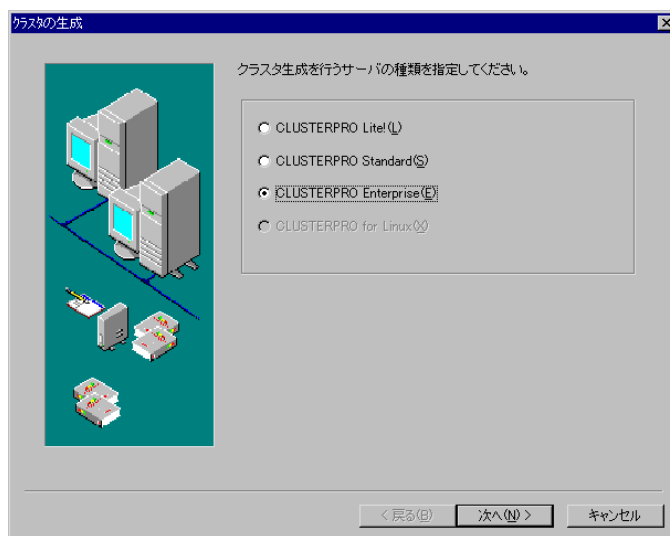 クラスタの生成
クラスタ生成を行うサーバの種類を指定してください。
CLUSTERPRO Lite!(L)
CLUSTERPRO Standard(S)
CLUSTERPRO Enterprise(E)
CLUSTERPRO for Linux(X)
< 戻る(B)
次へ(N) >
キャンセル